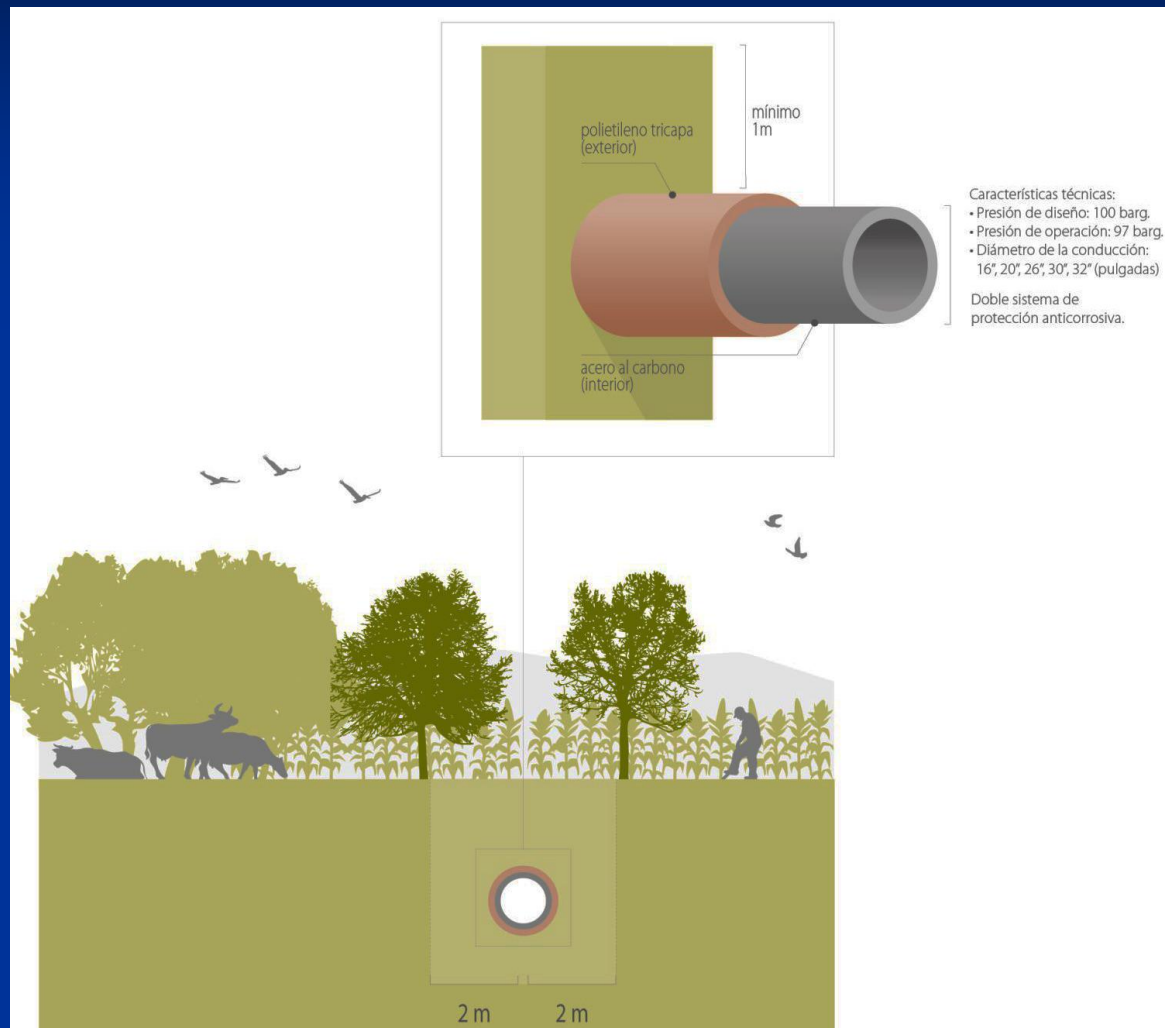 mínimo
1m
polietileno tricapa
(exterior)
Características técnicas:
• Presión de diseño: 100 barg.
• Presión de operación: 97 barg.
• Diámetro de la conducción:
16”, 20”, 26”, 30”, 32” (pulgadas)
Doble sistema de
protección anticorrosiva.
acero al carbono
(interior)
2 m
2 m